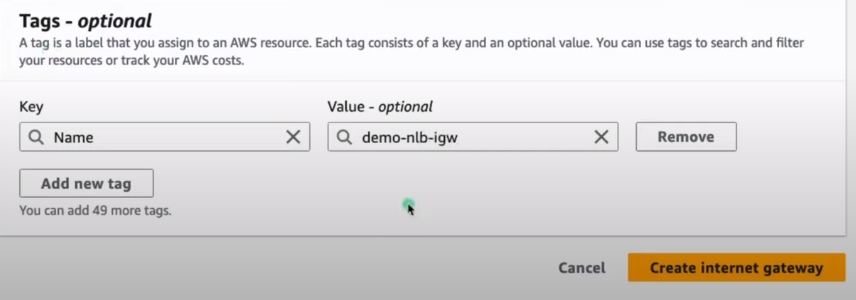 Tags - optional
A tag is a label that you assign to an AWS resource. Each tag consists of a key and an optional value. You can use tags to search and filter
your resources or track your AWS costs.
Key
Value - optional
Name
demo-nlb-igw
Remove
Add new tag
You can add 49 more tags.
Cancel
Create internet gateway